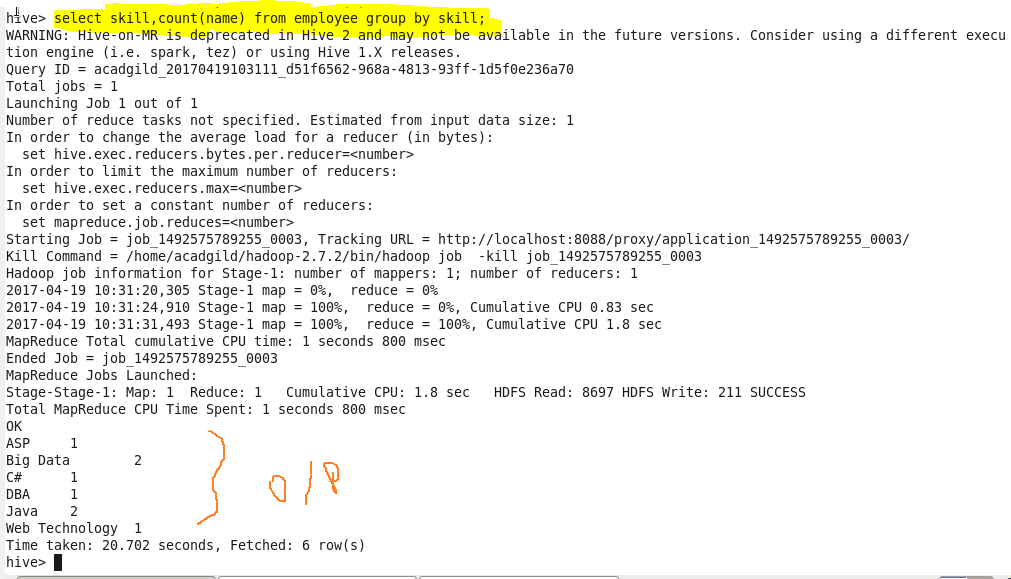 hive> select skill,count(name) from employee group by skill;
WARNING: Hive-on-MR is deprecated in Hive 2 and may not be available in the future versions. Consider using a different execu
tion engine (i.e. spark, tez) or using Hive 1.X releases.
Query ID = acadgild_20170419103111_d51f6562-968a-4813-93ff-1d5f0e236a70
Total jobs = 1
Launching Job 1 out of 1
Number of reduce tasks not specified. Estimated from input data size: 1
In order to change the average load for a reducer (in bytes):
  set hive.exec.reducers.bytes.per.reducer=<number>
In order to limit the maximum number of reducers:
  set hive.exec.reducers.max=<number>
In order to set a constant number of reducers:
  set mapreduce.job.reduces=<number>
Starting Job = job_1492575789255_0003, Tracking URL = http://localhost:8088/proxy/application_1492575789255_0003/
Kill Command = /home/acadgild/hadoop-2.7.2/bin/hadoop job  -kill job_1492575789255_0003
Hadoop job information for Stage-1: number of mappers: 1; number of reducers: 1
2017-04-19 10:31:20,305 Stage-1 map = 0%,  reduce = 0%
2017-04-19 10:31:24,910 Stage-1 map = 100%,  reduce = 0%, Cumulative CPU 0.83 sec
2017-04-19 10:31:31,493 Stage-1 map = 100%,  reduce = 100%, Cumulative CPU 1.8 sec
MapReduce Total cumulative CPU time: 1 seconds 800 msec
Ended Job = job_1492575789255_0003
MapReduce Jobs Launched:
Stage-Stage-1: Map: 1  Reduce: 1   Cumulative CPU: 1.8 sec   HDFS Read: 8697 HDFS Write: 211 SUCCESS
Total MapReduce CPU Time Spent: 1 seconds 800 msec
OK
ASP     1
Big Data        2
C#      1
O/P
DBA     1
Java    2
Web Technology  1
Time taken: 20.702 seconds, Fetched: 6 row(s)
hive>